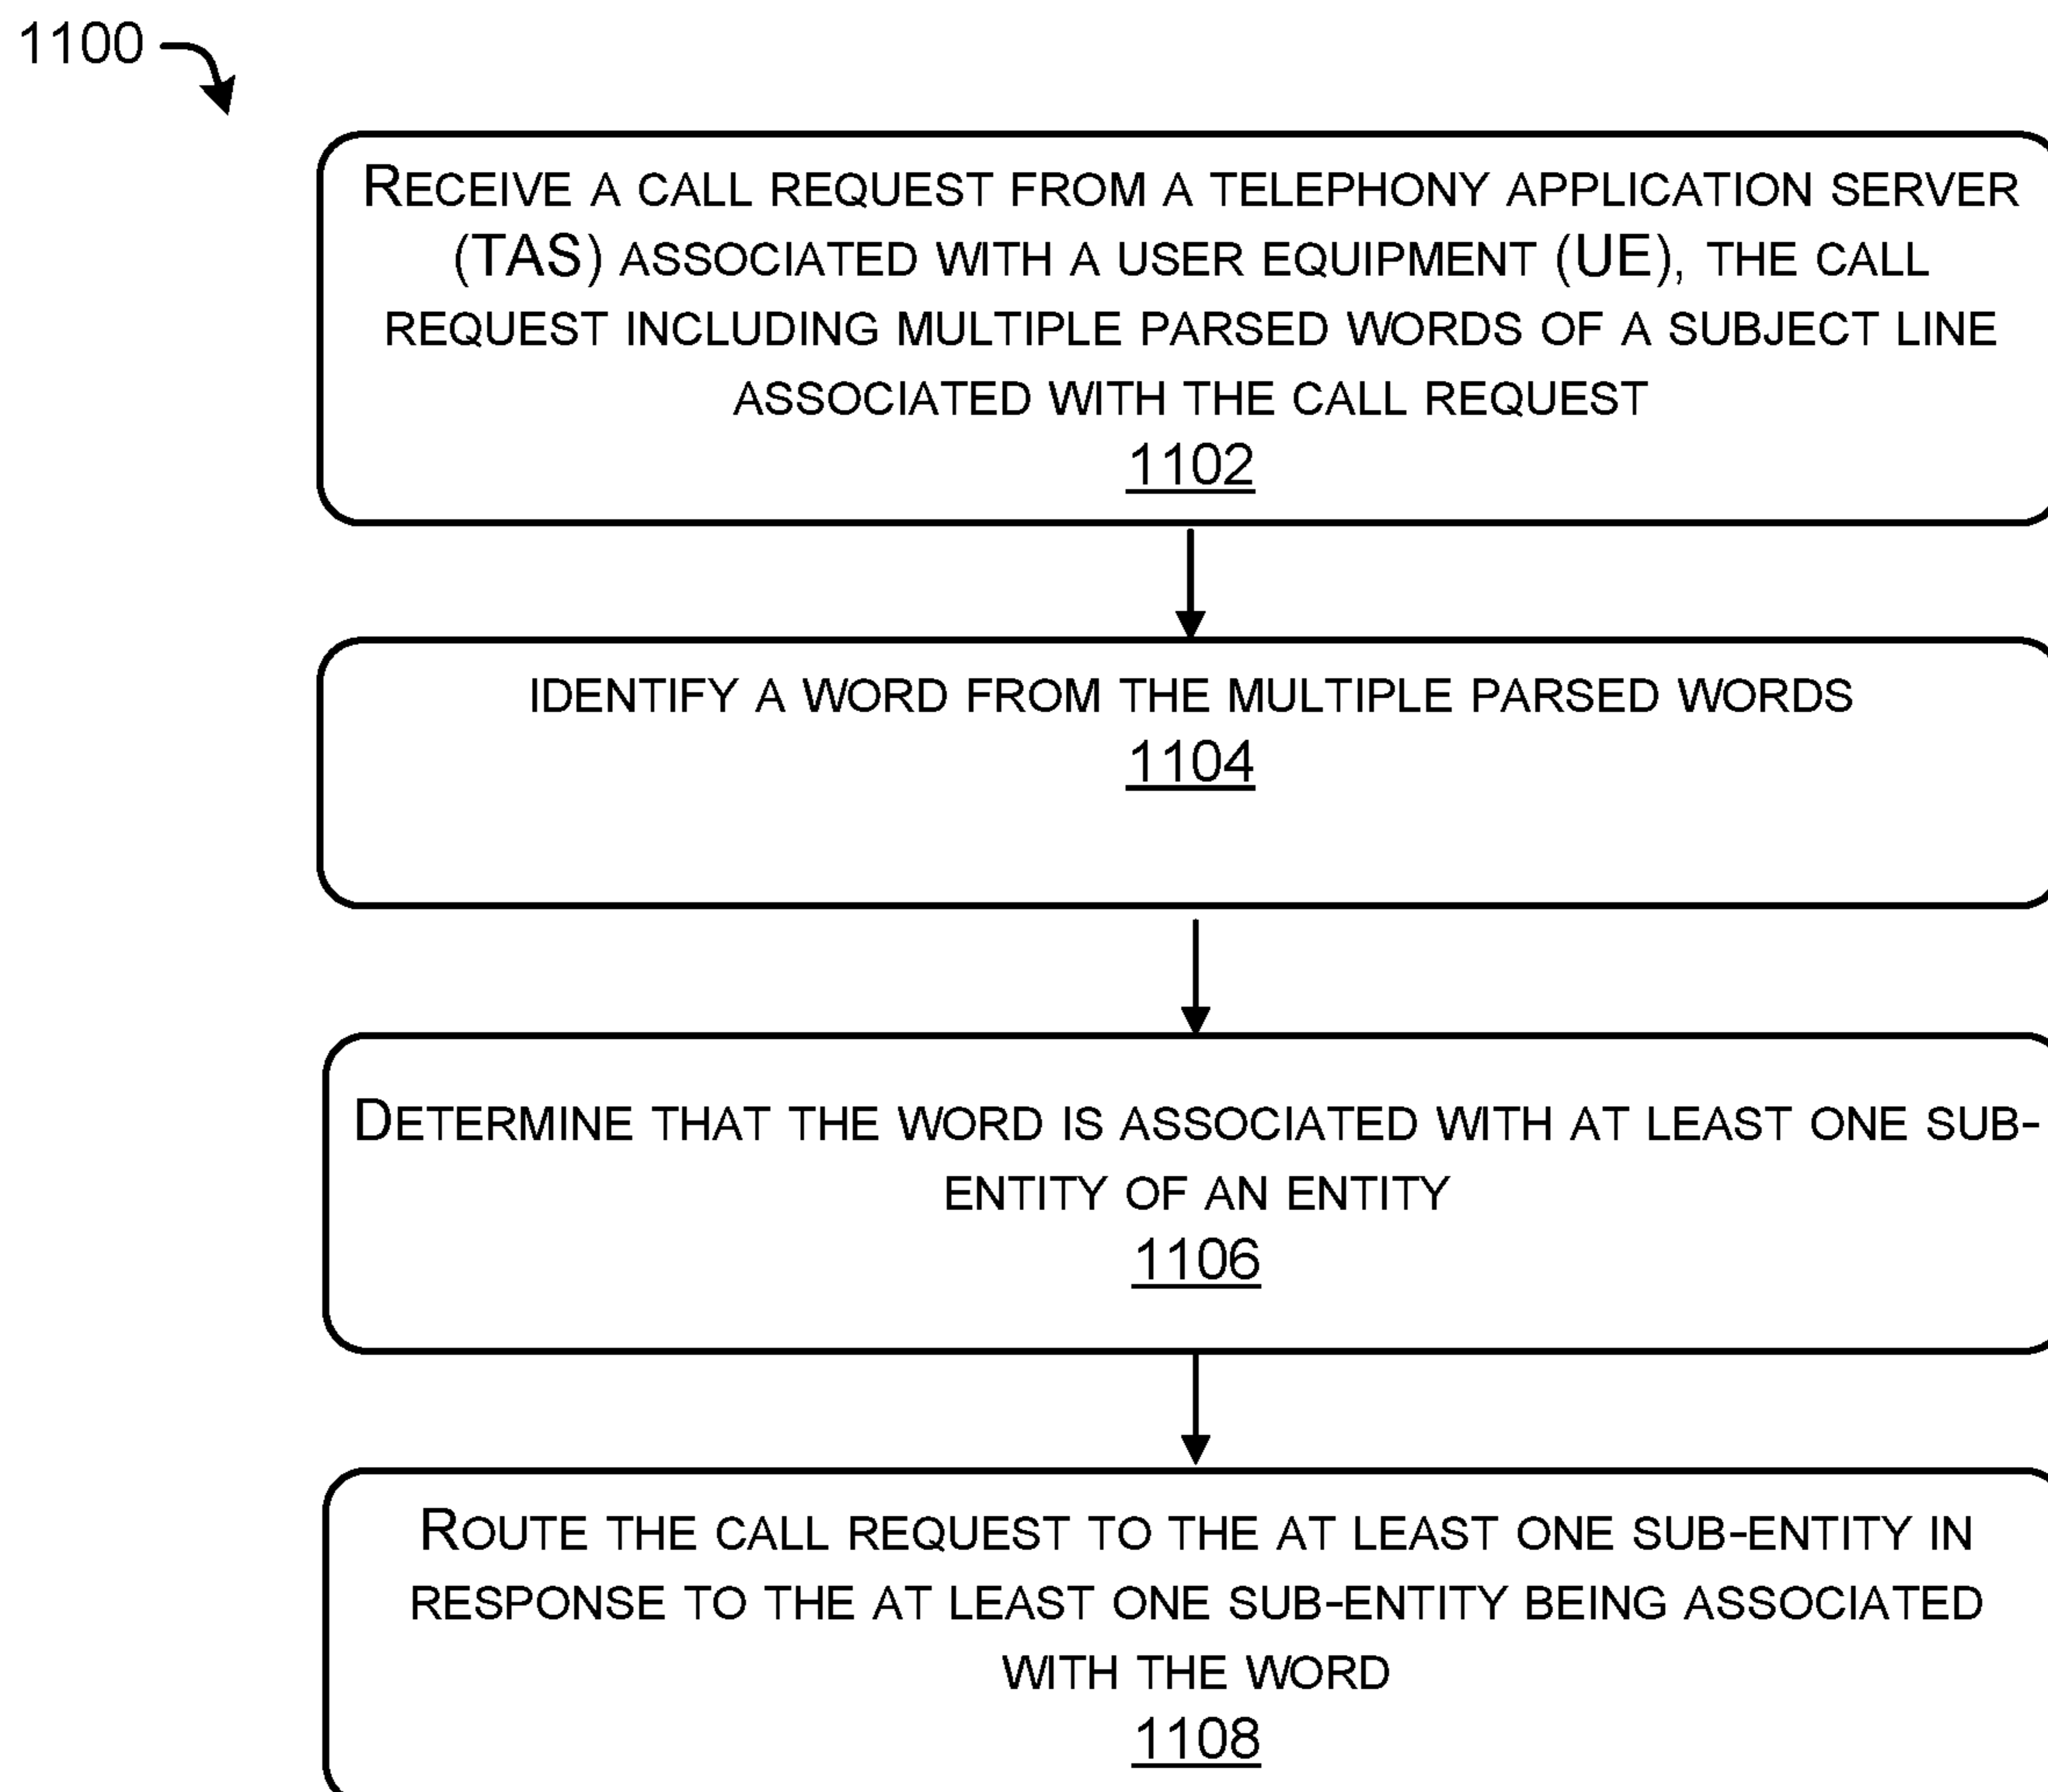 1100
RECEIVE A CALL REQUEST FROM A TELEPHONY APPLICATION SERVER
(TAS) ASSOCIATED WITH A USER EQUIPMENT (UE), THE CALL
REQUEST INCLUDING MULTIPLE PARSED WORDS OF A SUBJECT LINE
ASSOCIATED WITH THE CALL REQUEST
1102
IDENTIFY A WORD FROM THE MULTIPLE PARSED WORDS
1104
DETERMINE THAT THE WORD IS ASSOCIATED WITH AT LEAST ONE SUB-
ENTITY OF AN ENTITY
1106
ROUTE THE CALL REQUEST TO THE AT LEAST ONE SUB-ENTITY IN
RESPONSE TO THE AT LEAST ONE SUB-ENTITY BEING ASSOCIATED
WITH THE WORD
1108